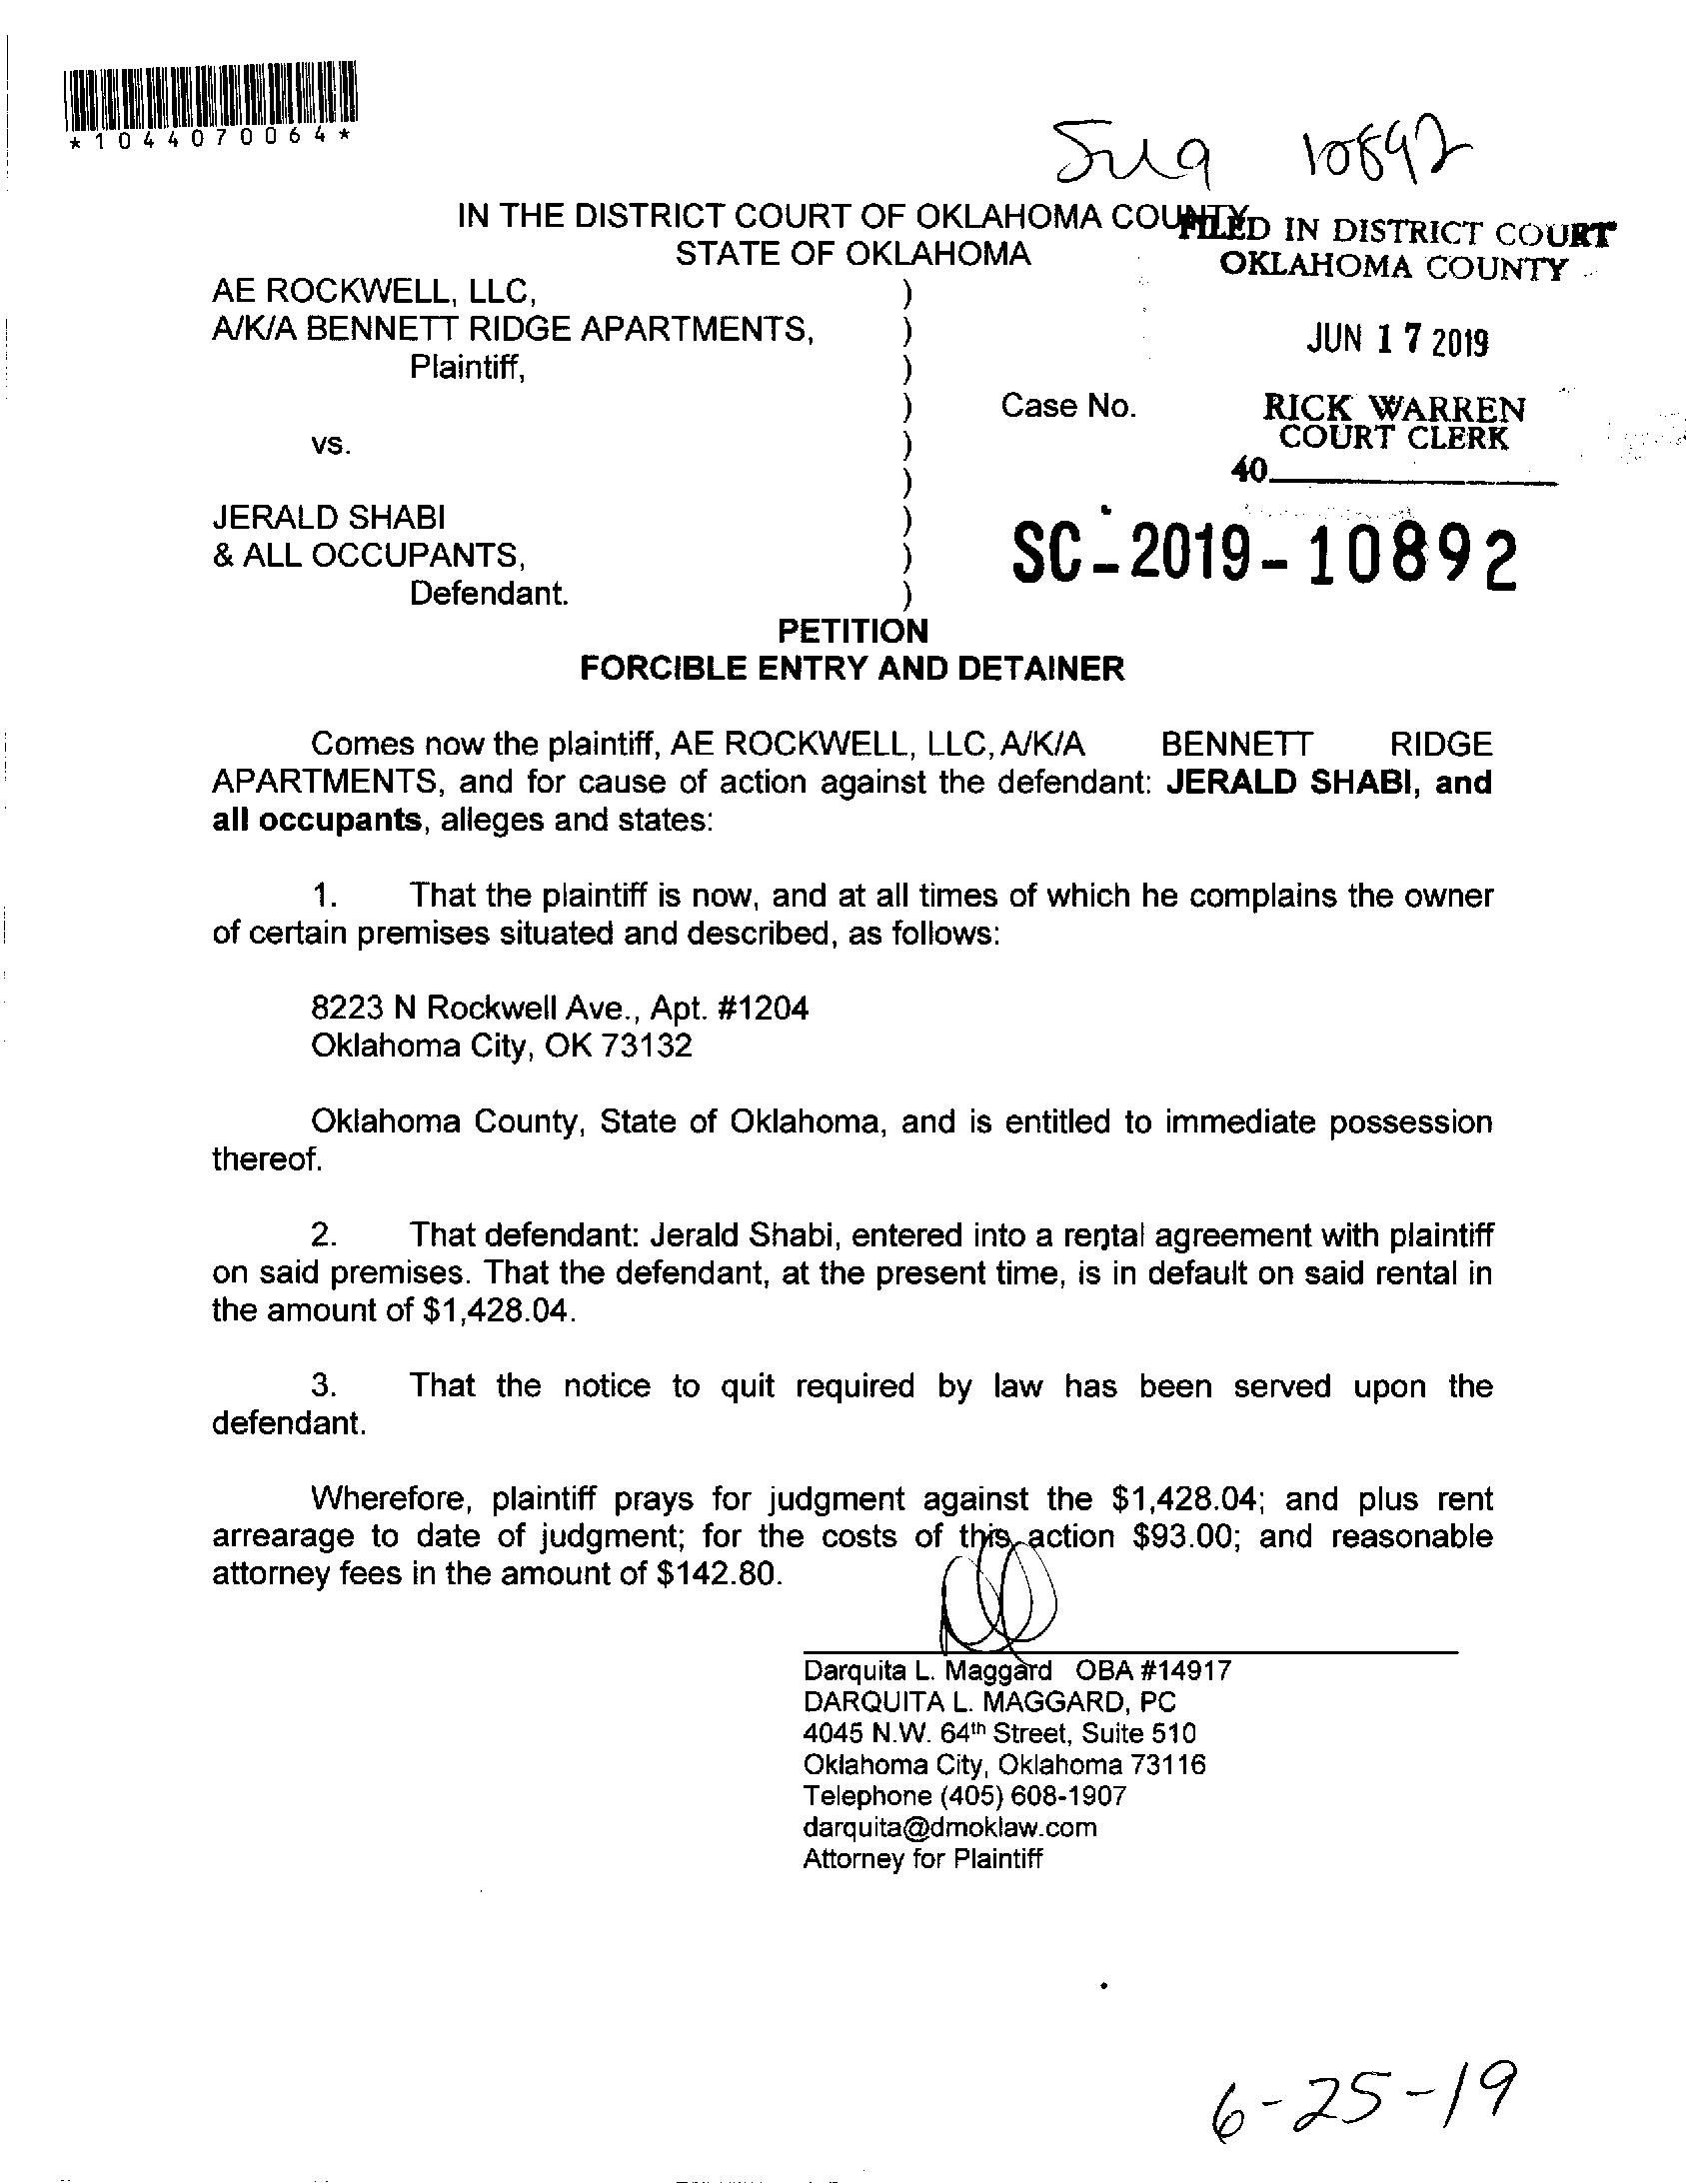 *1044070064*
10892
IN THE DISTRICT COURT OF OKLAHOMA COUNTY
STATE OF OKLAHOMA
FILED IN DISTRICT COURT
OKLAHOMA COUNTY
AE ROCKWELL, LLC, )
A/K/A BENNETT RIDGE APARTMENTS, )
JUN 17 2019
Plaintiff, )
) Case No.
RICK WARREN
COURT CLERK
vs. )
40
)
JERALD SHABI )
& ALL OCCUPANTS, )
SC-2019-10892
Defendant. )
PETITION
FORCIBLE ENTRY AND DETAINER
Comes now the plaintiff, AE ROCKWELL, LLC, A/K/A BENNETT RIDGE
APARTMENTS, and for cause of action against the defendant: JERALD SHABI, and
all occupants, alleges and states:
1. That the plaintiff is now, and at all times of which he complains the owner
of certain premises situated and described, as follows:
8223 N Rockwell Ave., Apt. #1204
Oklahoma City, OK 73132
Oklahoma County, State of Oklahoma, and is entitled to immediate possession
thereof.
2. That defendant: Jerald Shabi, entered into a rental agreement with plaintiff
on said premises. That the defendant, at the present time, is in default on said rental in
the amount of $1,428.04.
3. That the notice to quit required by law has been served upon the
defendant.
Wherefore, plaintiff prays for judgment against the $1,428.04; and plus rent
arrearage to date of judgment; for the costs of this action $93.00; and reasonable
attorney fees in the amount of $142.80.
Darquita L. Maggard OBA #14917
DARQUITA L. MAGGARD, PC
4045 N.W. 64th Street, Suite 510
Oklahoma City, Oklahoma 73116
Telephone (405) 608-1907
darquita@dmoklaw.com
Attorney for Plaintiff
6-25-19